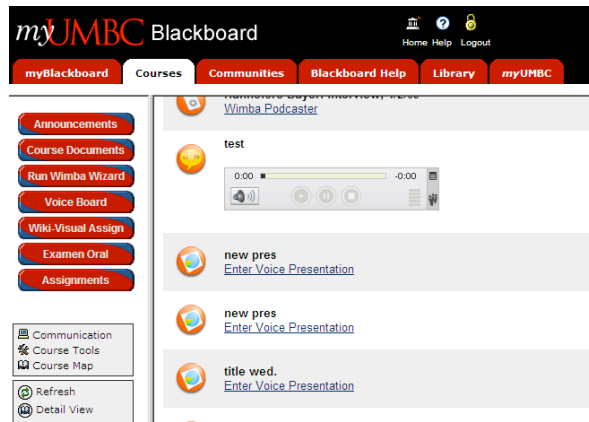 myUMBC Blackboard
Home Help Logout
myBlackboard Courses Communities Blackboard Help Library myUMBC
Wimba Podcaster
test
0:00 -0:00
new pres
Enter Voice Presentation
new pres
Enter Voice Presentation
title wed.
Enter Voice Presentation
Announcements
Course Documents
Run Wimba Wizard
Voice Board
Wiki-Visual Assign
Examen Oral
Assignments
Communication
Course Tools
Course Map
Refresh
Detail View